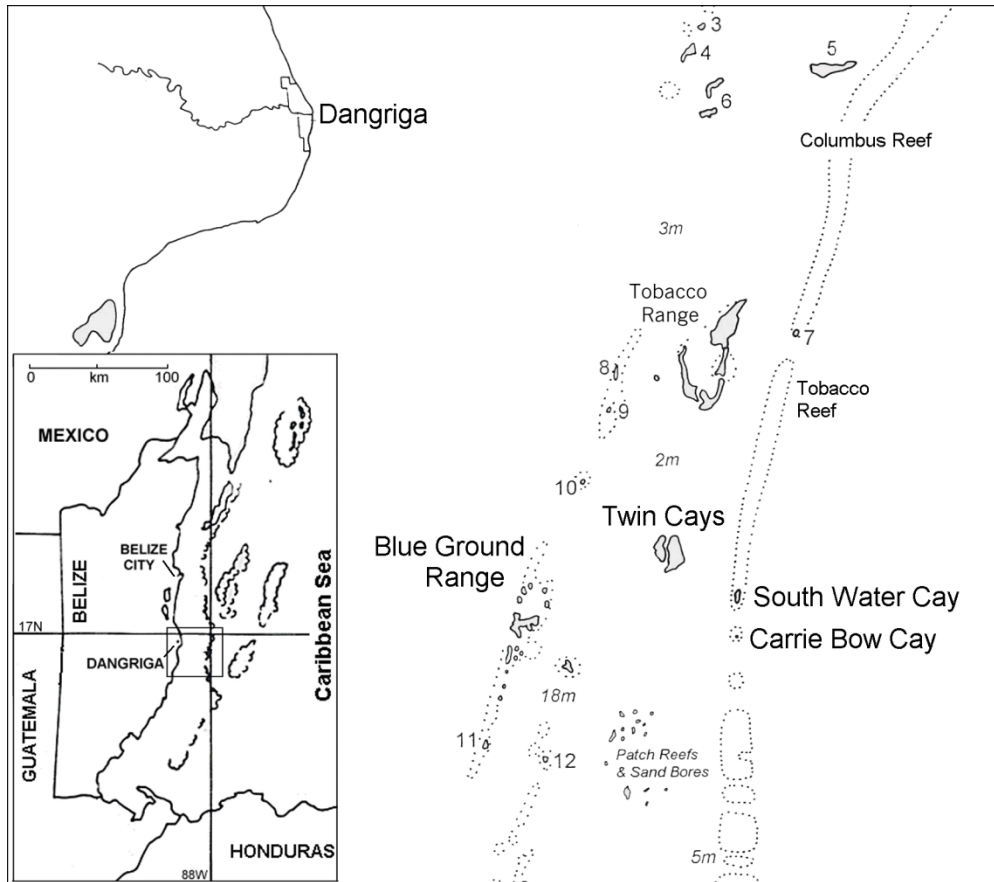 3
4
5
6
Dangriga
Columbus Reef
3m
Tobacco
Range
7
8
9
Tobacco
Reef
2m
10
Twin Cays
Blue Ground
Range
South Water Cay
Carrie Bow Cay
18m
11
12
Patch Reefs
& Sand Bores
5m
0 km 100
MEXICO
BELIZE
CITY
BELIZE
17N
DANGRIGA
Caribbean Sea
GUATEMALA
HONDURAS
88W